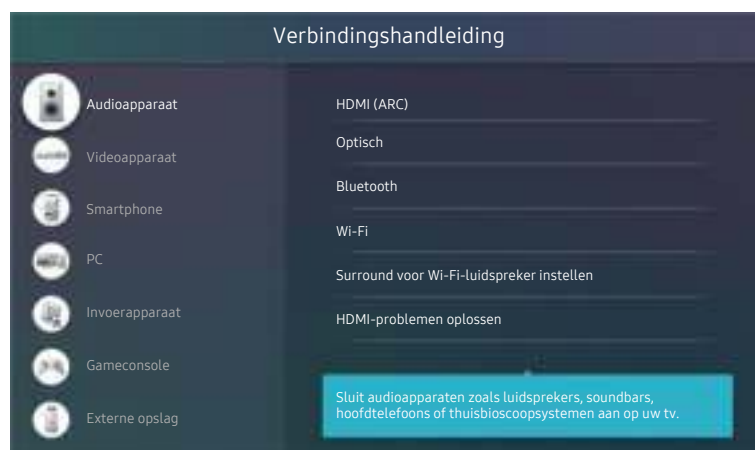 Verbindingshandleiding
Audioapparaat
Videoapparaat
Smartphone
PC
Invoerapparaat
Gameconsole
Externe opslag
HDMI (ARC)
Optisch
Bluetooth
Wi-Fi
Surround voor Wi-Fi-luidspreker instellen
HDMI-problemen oplossen
Sluit audioapparaten zoals luidsprekers, soundbars,
hoofdtelefoons of thuisbioscoopsystemen aan op uw tv.